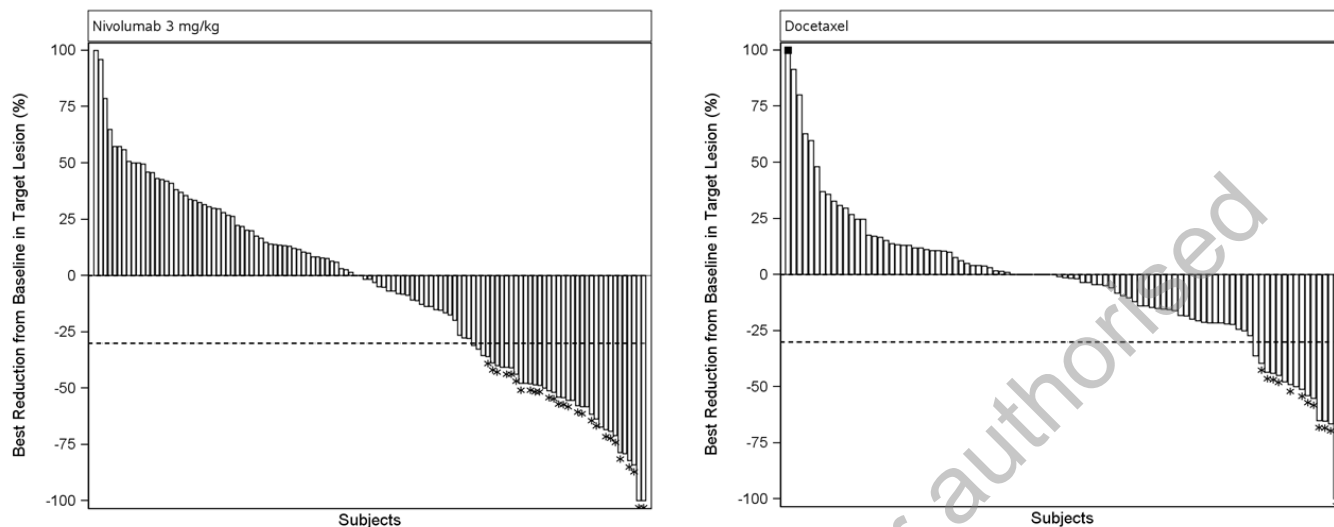 Nivolumab 3 mg/kg
Best Reduction from Baseline in Target Lesion (%)
100
75
50
25
0
-25
-50
-75
-100
Subjects
Docetaxel
Best Reduction from Baseline in Target Lesion (%)
100
75
50
25
0
-25
-50
-75
-100
Subjects
authorised